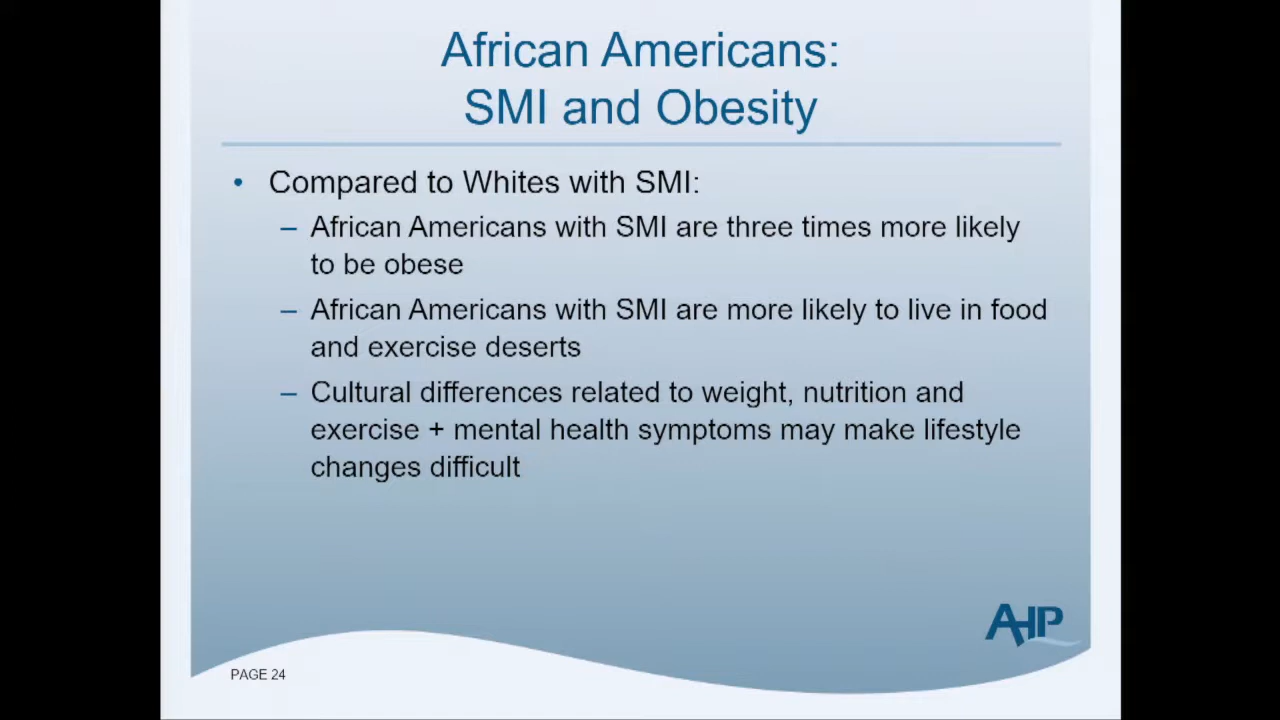 African Americans:
SMI and Obesity
• Compared to Whites with SMI:
– African Americans with SMI are three times more likely
to be obese
– African Americans with SMI are more likely to live in food
and exercise deserts
– Cultural differences related to weight, nutrition and
exercise + mental health symptoms may make lifestyle
changes difficult
AHP
PAGE 24